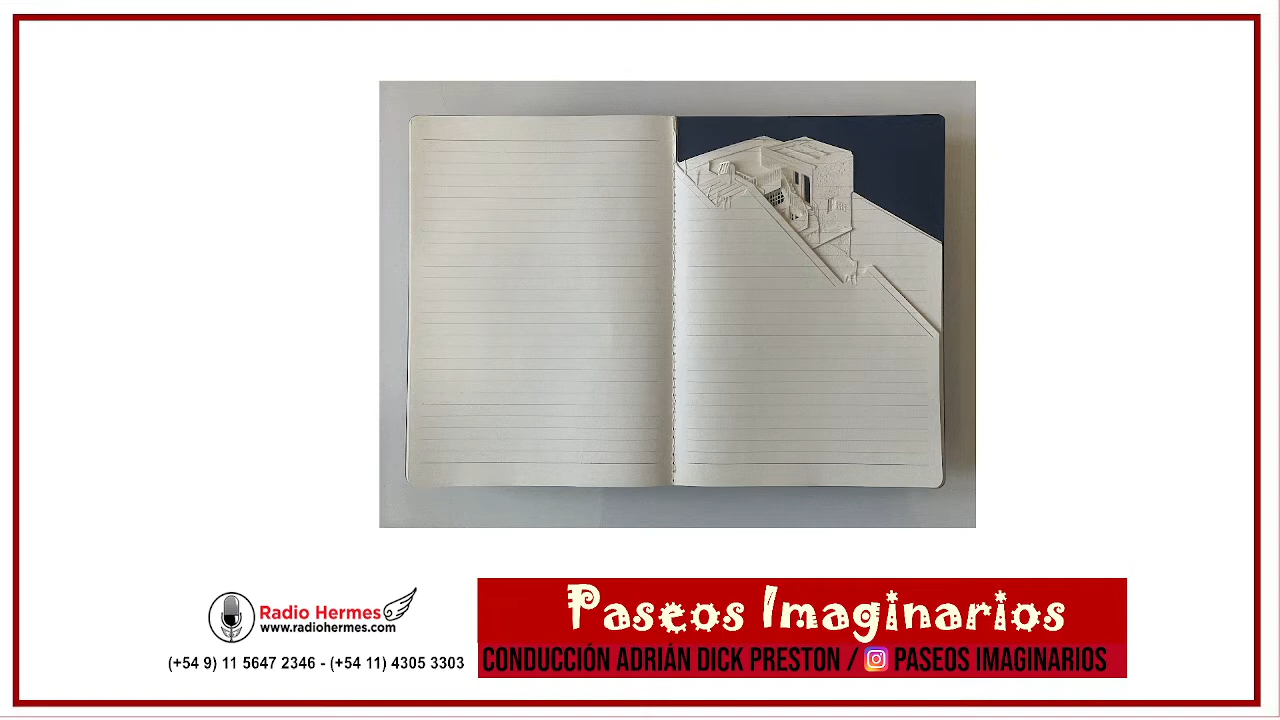 Radio Hermes
www.radiohermes.com
(+54 9) 11 5647 2346 - (+54 11) 4305 3303
Paseos Imaginarios
CONDUCCIÓN ADRIÁN DICK PRESTON / PASEOS IMAGINARIOS